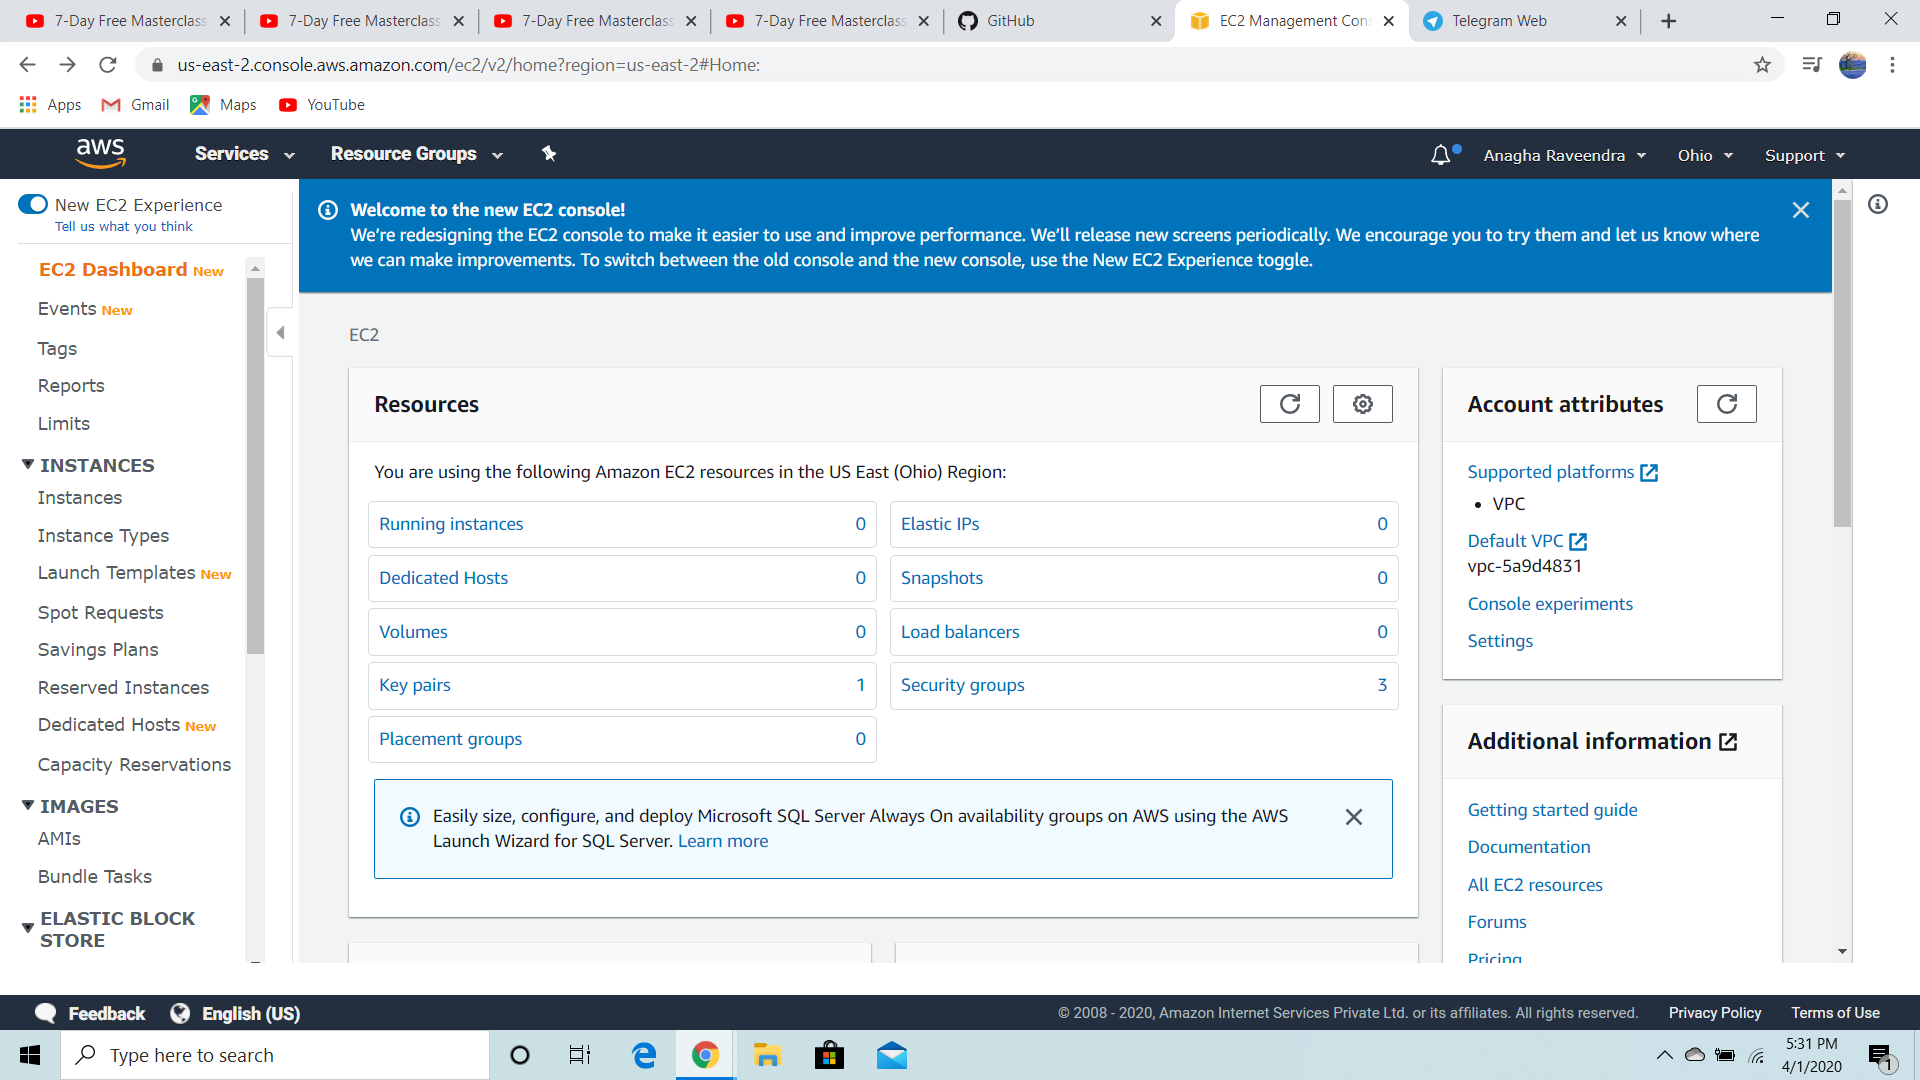 7-Day Free Masterclass
7-Day Free Masterclass
7-Day Free Masterclass
7-Day Free Masterclass
GitHub
EC2 Management Cons
Telegram Web
us-east-2.console.aws.amazon.com/ec2/v2/home?region=us-east-2#Home:
Apps
Gmail
Maps
YouTube
aws
Services
Resource Groups
Anagha Raveendra
Ohio
Support
New EC2 Experience
Tell us what you think
EC2 Dashboard New
Events New
Tags
Reports
Limits
INSTANCES
Instances
Instance Types
Launch Templates New
Spot Requests
Savings Plans
Reserved Instances
Dedicated Hosts New
Capacity Reservations
IMAGES
AMIs
Bundle Tasks
ELASTIC BLOCK
STORE
Welcome to the new EC2 console!
We're redesigning the EC2 console to make it easier to use and improve performance. We'll release new screens periodically. We encourage you to try them and let us know where
we can make improvements. To switch between the old console and the new console, use the New EC2 Experience toggle.
EC2
Resources
You are using the following Amazon EC2 resources in the US East (Ohio) Region:
Running instances 0
Elastic IPs 0
Dedicated Hosts 0
Snapshots 0
Volumes 0
Load balancers 0
Key pairs 1
Security groups 3
Placement groups 0
Easily size, configure, and deploy Microsoft SQL Server Always On availability groups on AWS using the AWS
Launch Wizard for SQL Server. Learn more
Account attributes
Supported platforms
• VPC
Default VPC
vpc-5a9d4831
Console experiments
Settings
Additional information
Getting started guide
Documentation
All EC2 resources
Forums
Pricing
Feedback
English (US)
© 2008 - 2020, Amazon Internet Services Private Ltd. or its affiliates. All rights reserved.
Privacy Policy
Terms of Use
Type here to search
5:31 PM
4/1/2020
1